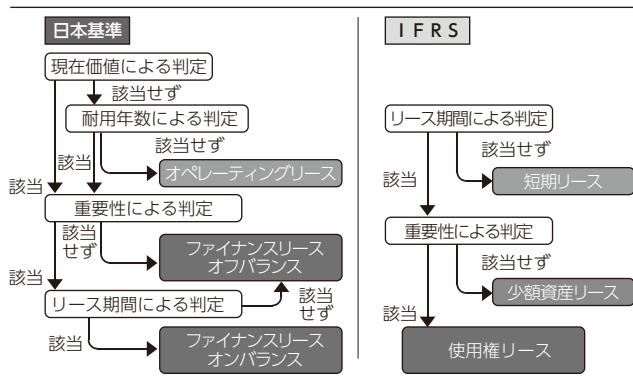 日本基準
現在価値による判定
該当せず
耐用年数による判定
該当せず
該当
オペレーティングリース
該当
重要性による判定
該当
せず
ファイナンスリース
オフバランス
該当
リース期間による判定
該当
せず
該当
ファイナンスリース
オンバランス
IFRS
リース期間による判定
該当せず
該当
短期リース
重要性による判定
該当せず
少額資産リース
該当
使用権リース